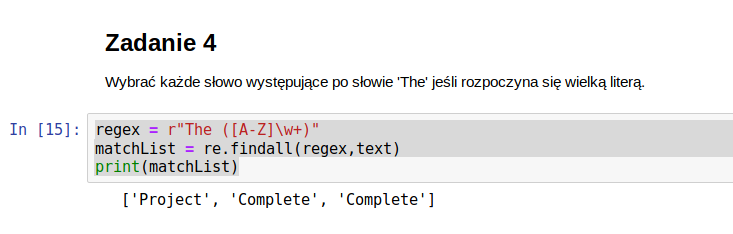 Zadanie 4
Wybrać każde słowo występujące po słowie 'The' jeśli rozpoczyna się wielką literą.
In [15]: regex = r"The ([A-Z]\w+)"
matchList = re.findall(regex,text)
print(matchList)
['Project', 'Complete', 'Complete']